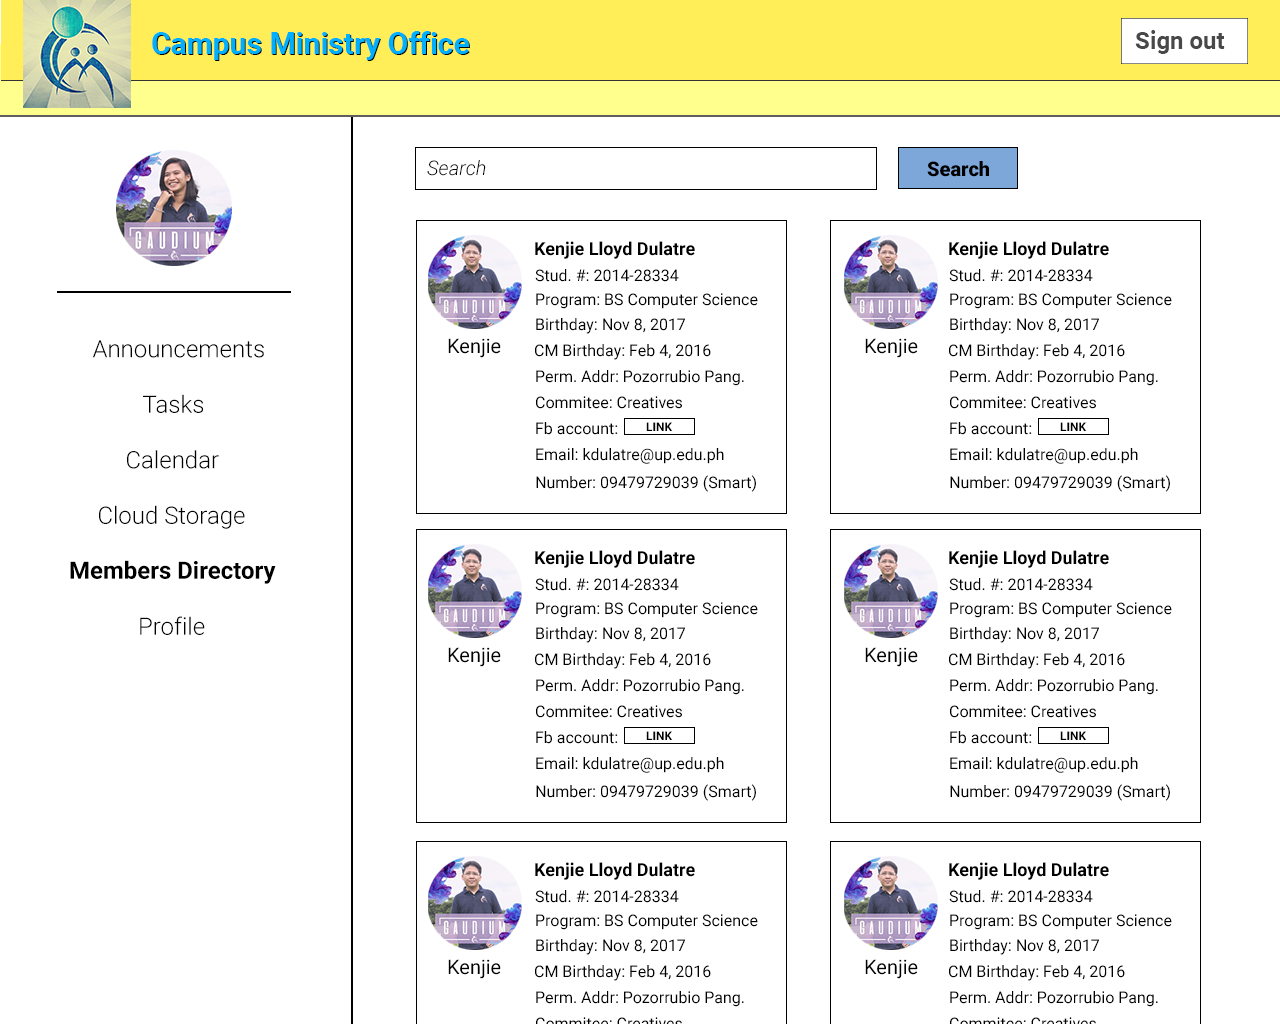 Campus Ministry Office
Sign out
GAUDIUM
Announcements
Tasks
Calendar
Cloud Storage
Members Directory
Profile
Search
Search
GAUDIUM
Kenjie
Kenjie Lloyd Dulatre
Stud. #: 2014-28334
Program: BS Computer Science
Birthday: Nov 8, 2017
CM Birthday: Feb 4, 2016
Perm. Addr: Pozorrubio Pang.
Commitee: Creatives
Fb account: LINK
Email: kdulatre@up.edu.ph
Number: 09479729039 (Smart)
GAUDIUM
Kenjie
Kenjie Lloyd Dulatre
Stud. #: 2014-28334
Program: BS Computer Science
Birthday: Nov 8, 2017
CM Birthday: Feb 4, 2016
Perm. Addr: Pozorrubio Pang.
Commitee: Creatives
Fb account: LINK
Email: kdulatre@up.edu.ph
Number: 09479729039 (Smart)
GAUDIUM
Kenjie
Kenjie Lloyd Dulatre
Stud. #: 2014-28334
Program: BS Computer Science
Birthday: Nov 8, 2017
CM Birthday: Feb 4, 2016
Perm. Addr: Pozorrubio Pang.
Commitee: Creatives
Fb account: LINK
Email: kdulatre@up.edu.ph
Number: 09479729039 (Smart)
GAUDIUM
Kenjie
Kenjie Lloyd Dulatre
Stud. #: 2014-28334
Program: BS Computer Science
Birthday: Nov 8, 2017
CM Birthday: Feb 4, 2016
Perm. Addr: Pozorrubio Pang.
Commitee: Creatives
Fb account: LINK
Email: kdulatre@up.edu.ph
Number: 09479729039 (Smart)
GAUDIUM
Kenjie
Kenjie Lloyd Dulatre
Stud. #: 2014-28334
Program: BS Computer Science
Birthday: Nov 8, 2017
CM Birthday: Feb 4, 2016
Perm. Addr: Pozorrubio Pang.
Commitee: Creatives
GAUDIUM
Kenjie
Kenjie Lloyd Dulatre
Stud. #: 2014-28334
Program: BS Computer Science
Birthday: Nov 8, 2017
CM Birthday: Feb 4, 2016
Perm. Addr: Pozorrubio Pang.
Commitee: Creatives